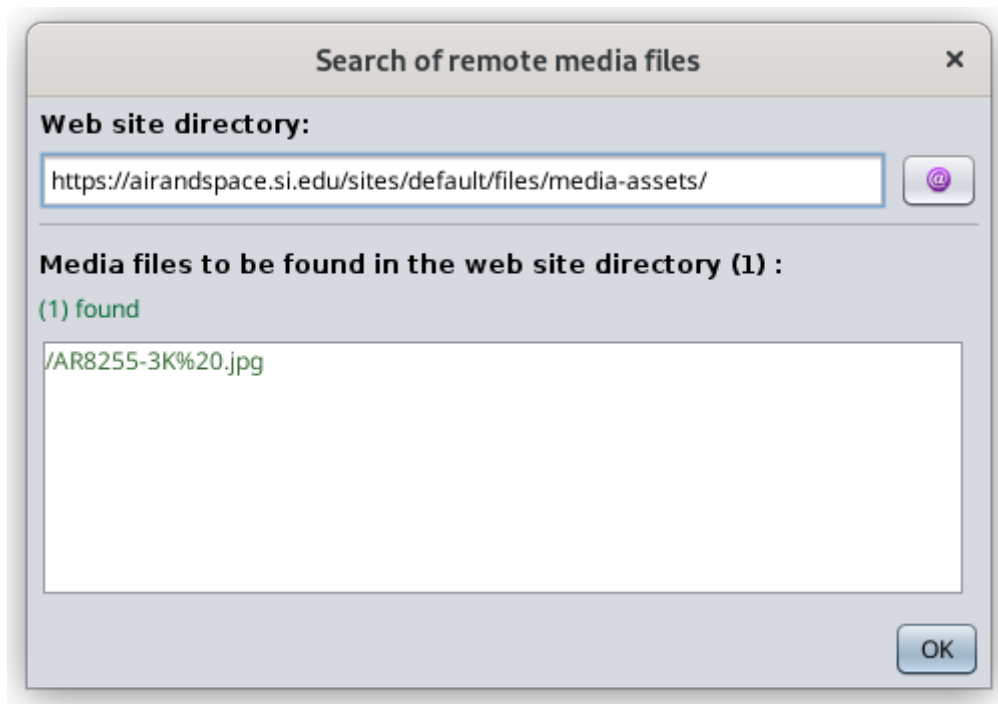 Search of remote media files
×
Web site directory:
https://airandspace.si.edu/sites/default/files/media-assets/
@
Media files to be found in the web site directory (1) :
(1) found
/AR8255-3K%20.jpg
OK